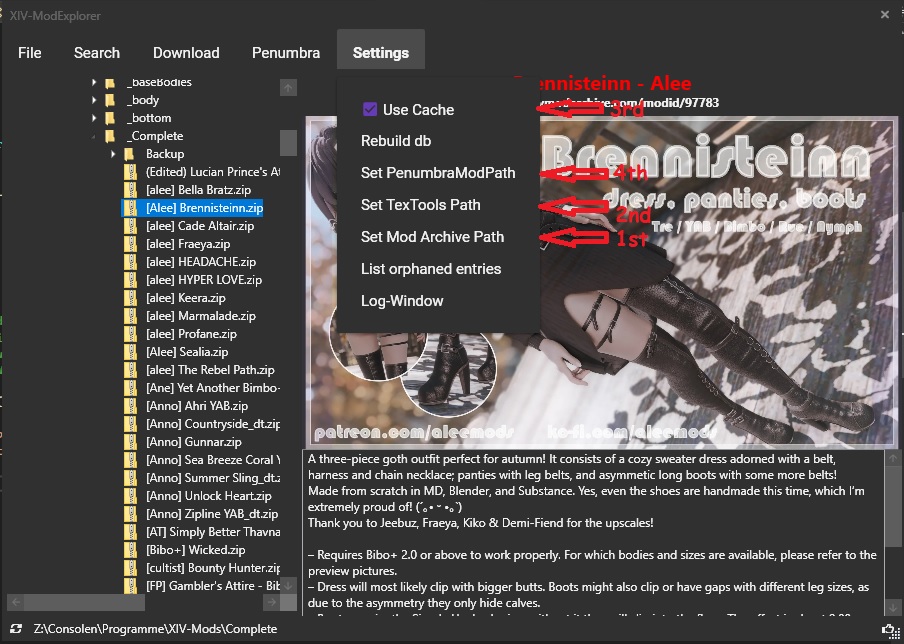 XIV-ModExplorer
File
Search
Download
Penumbra
Settings
_baseBodies
_body
_bottom
_Complete
Backup
(Edited) Lucian Prince's At
[alee] Bella Bratz.zip
[Alee] Brennisteinn.zip
[alee] Cade Altair.zip
[alee] Fraeya.zip
[alee] HEADACHE.zip
[alee] HYPER LOVE.zip
[alee] Keera.zip
[alee] Marmalade.zip
[alee] Profane.zip
[Alee] Sealia.zip
[alee] The Rebel Path.zip
[Ane] Yet Another Bimbo-
[Anno] Ahri YAB.zip
[Anno] Countryside_dt.zip
[Anno] Gunnar.zip
[Anno] Sea Breeze Coral Y
[Anno] Summer Sling_dt.z
[Anno] Unlock Heart.zip
[Anno] Zipline YAB_dt.zip
[AT] Simply Better Thavna
[Bibo+] Wicked.zip
[cultist] Bounty Hunter.zip
[FP] Gambler's Attire - Bib
Use Cache
Rebuild db
Set PenumbraModPath
Set TexTools Path
Set Mod Archive Path
List orphaned entries
Log-Window
3rd
4th
2nd
1st
ennisteinn - Alee
modarchive.com/modid/97783
Brennisteinn
dress, panties, boots
Tre / YAB / Bimbo / Rue / Nymph
patreon.com/aleemods
ko-fi.com/aleemods
A three-piece goth outfit perfect for autumn! It consists of a cozy sweater dress adorned with a belt,
harness and chain necklace; panties with leg belts, and asymetric long boots with some more belts!
Made from scratch in MD, Blender, and Substance. Yes, even the shoes are handmade this time, which I'm
extremely proud of! (˘｡• ᵕ •｡˘)
Thank you to Jeebuz, Fraeya, Kiko & Demi-Fiend for the upscales!
– Requires Bibo+ 2.0 or above to work properly. For which bodies and sizes are available, please refer to the
preview pictures.
– Dress will most likely clip with bigger butts. Boots might also clip or have gaps with different leg sizes, as
due to the asymmetry they only hide calves.
Z:\Consolen\Programme\XIV-Mods\Complete